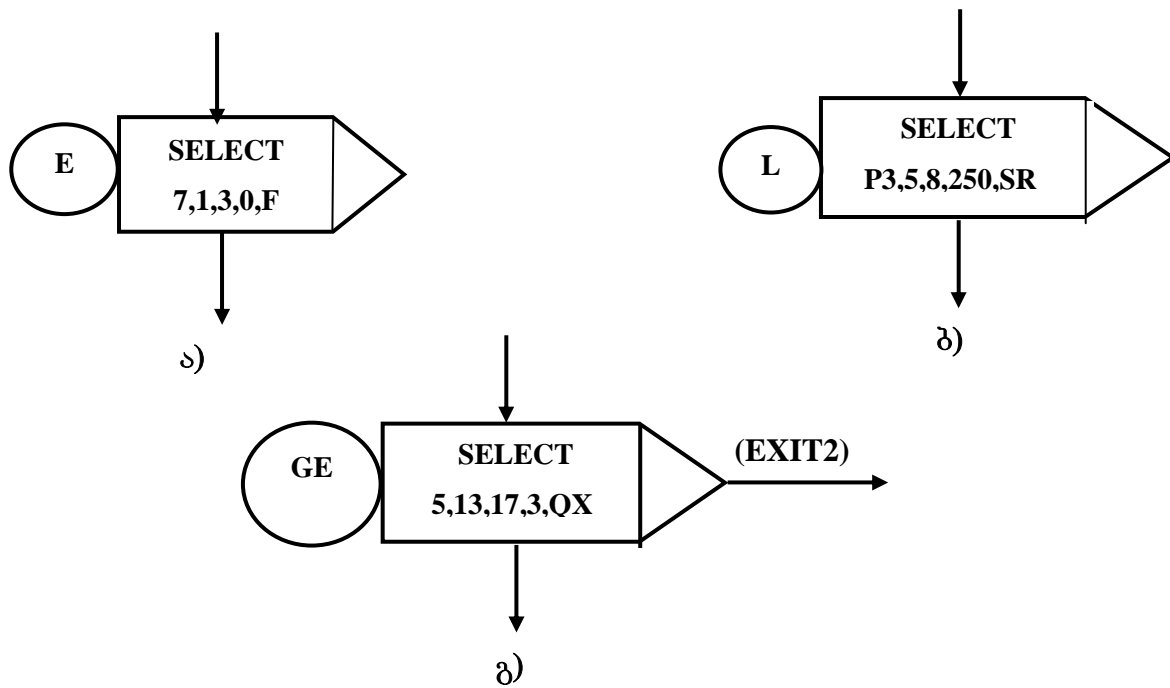 E
SELECT
7,1,3,0,F
ა)
L
SELECT
P3,5,8,250,SR
ბ)
GE
SELECT
5,13,17,3,QX
(EXIT2)
გ)